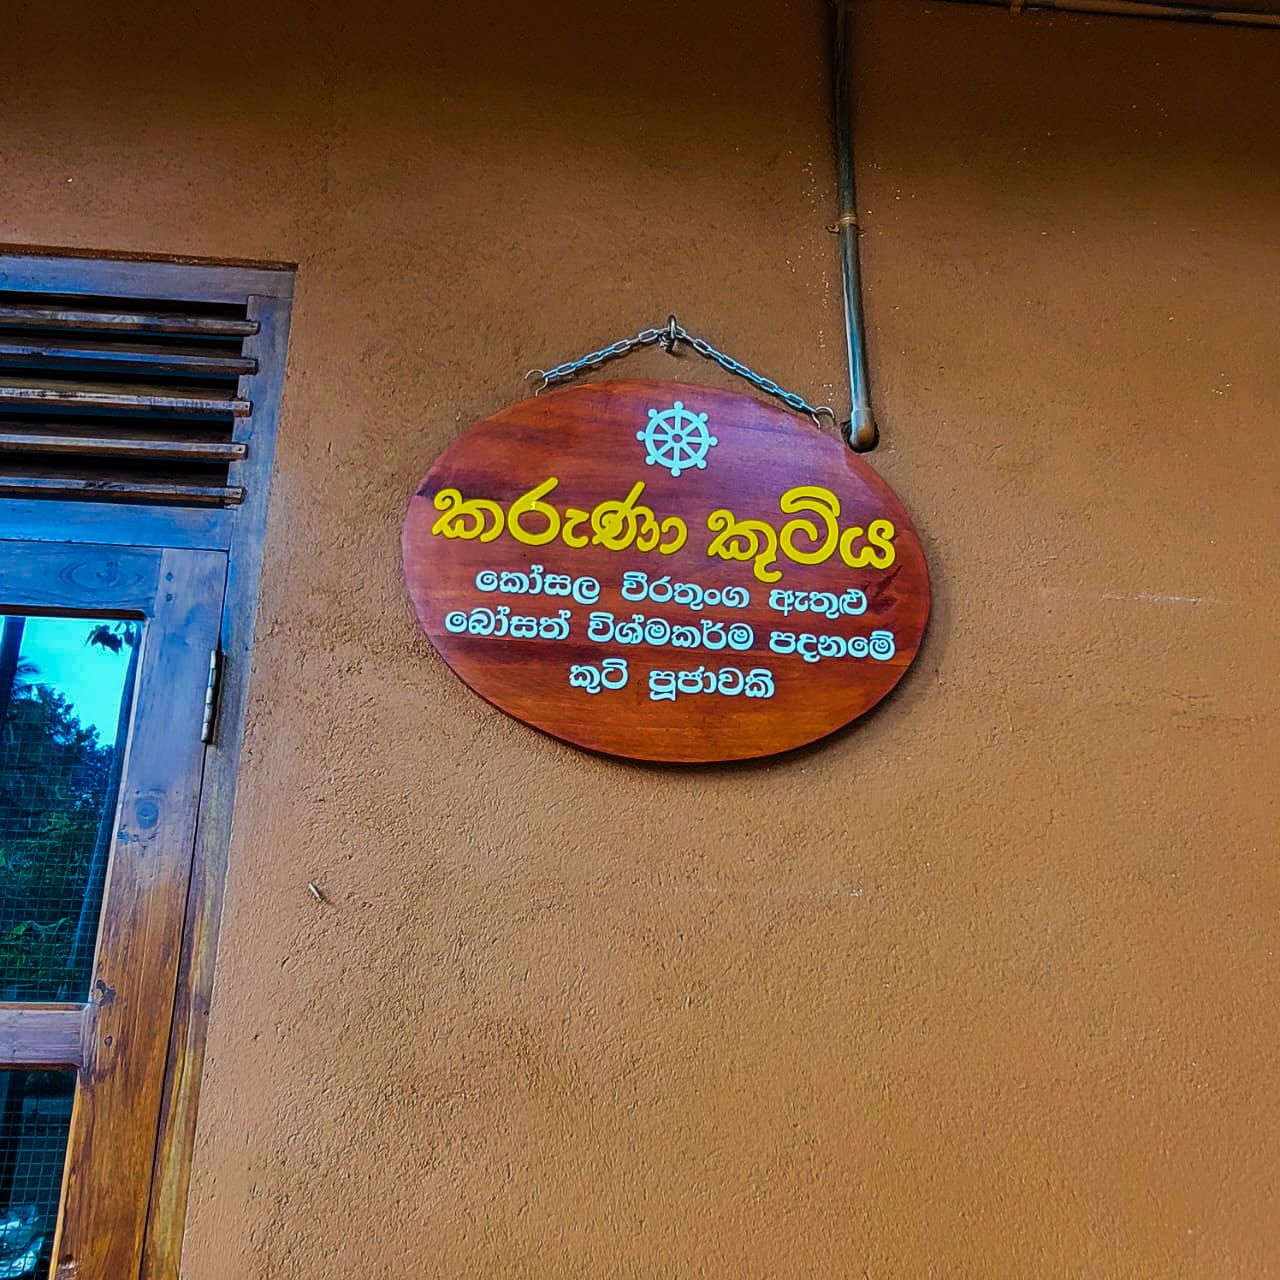 කරුණා කුටිය
කෝසල වීරතුංග ඇතුළු
බෝසත් විශ්මකර්ම පදනමේ
කුටි පූජාවකි